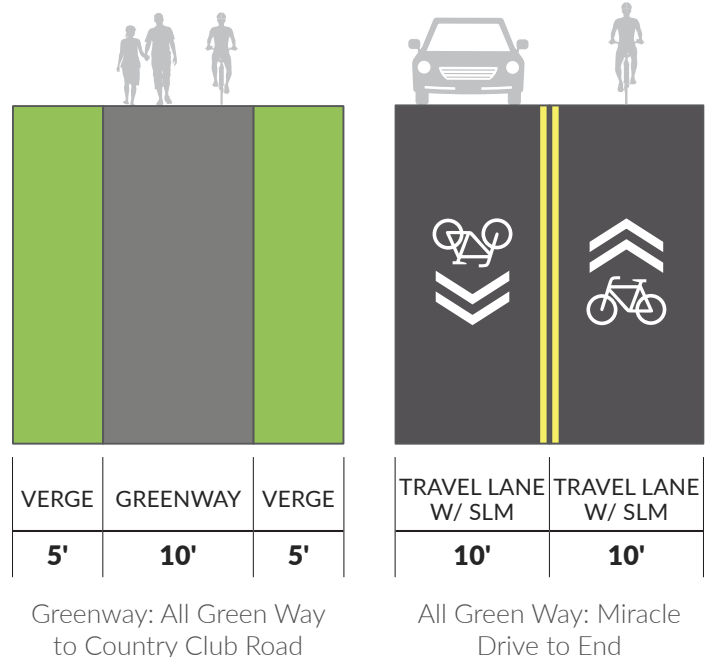 VERGE GREENWAY VERGE
5' 10' 5'
Greenway: All Green Way
to Country Club Road
TRAVEL LANE TRAVEL LANE
W/ SLM W/ SLM
10' 10'
All Green Way: Miracle
Drive to End